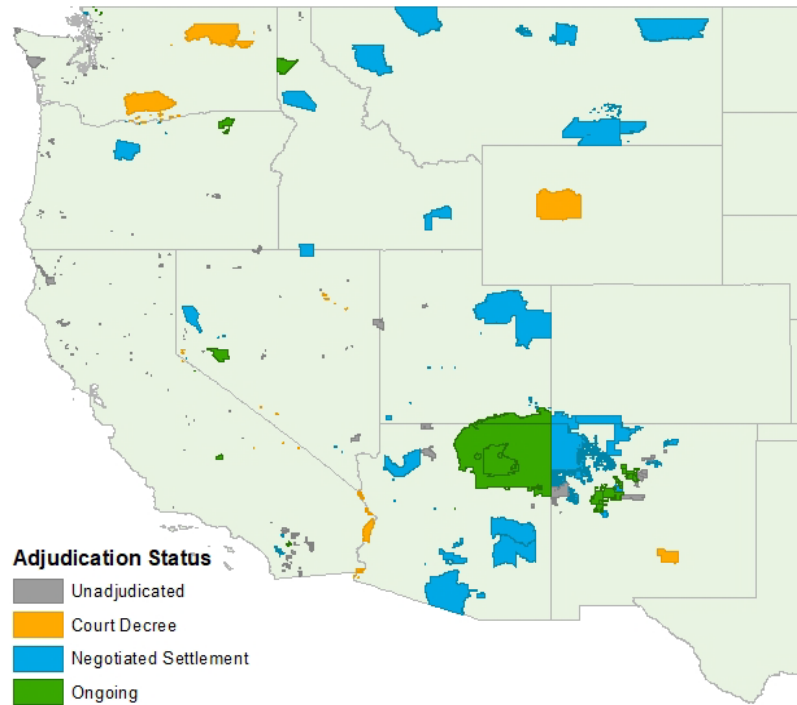 Adjudication Status
Unadjudicated
Court Decree
Negotiated Settlement
Ongoing